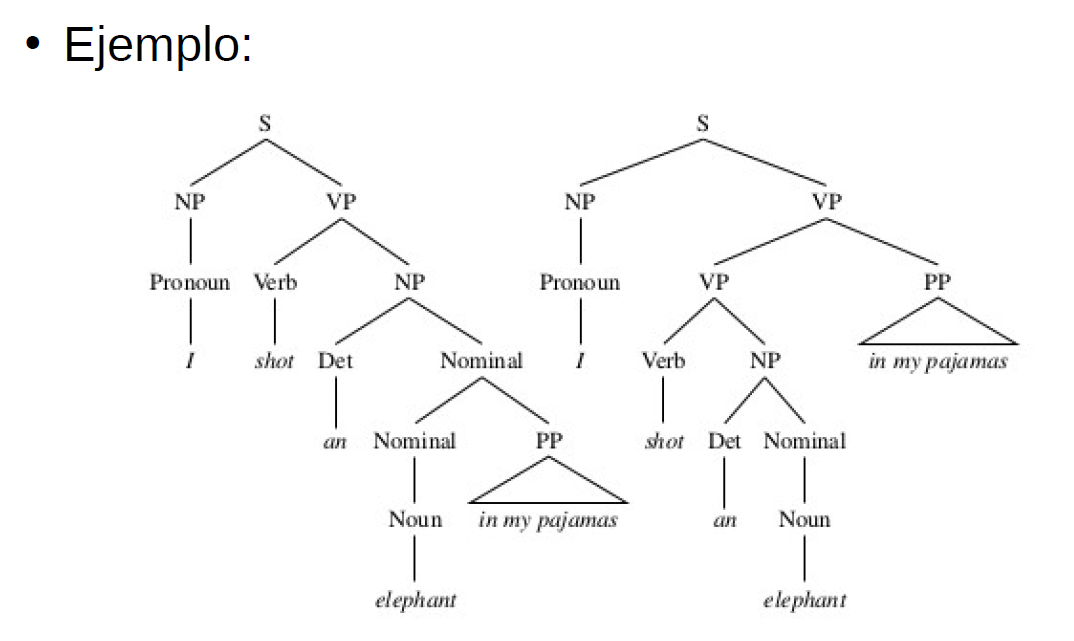 • Ejemplo:
S S
NP VP NP VP
Pronoun Verb NP Pronoun VP PP
I shot Det Nominal I Verb NP in my pajamas
an Nominal PP shot Det Nominal
Noun in my pajamas an Noun
elephant elephant